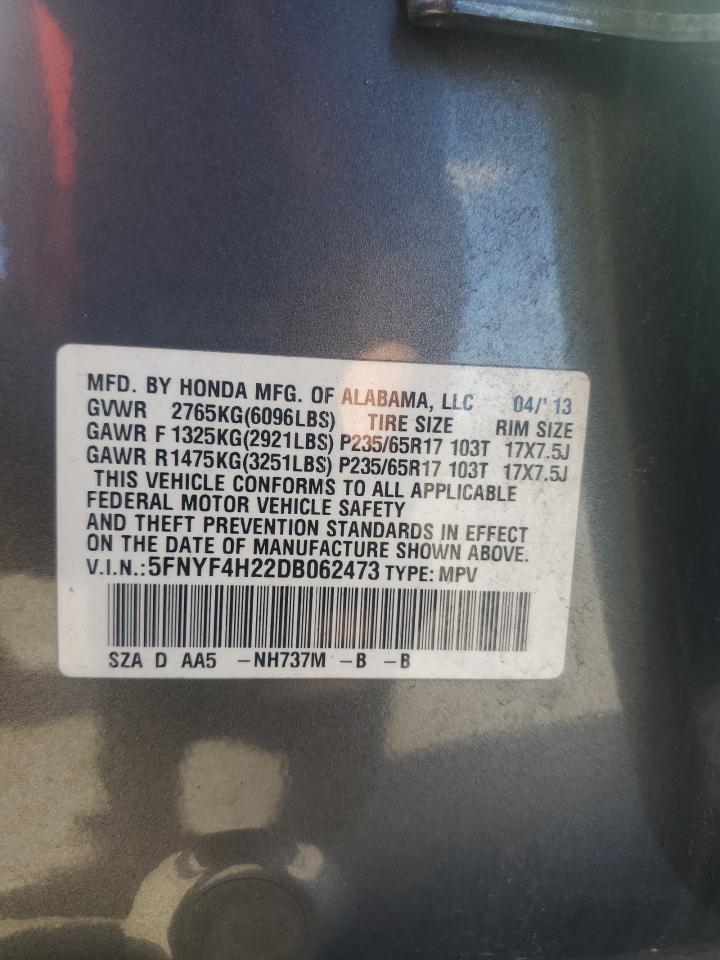 MFD. BY HONDA MFG. OF ALABAMA, LLC 04/'13
GVWR 2765KG(6096LBS) TIRE SIZE RIM SIZE
GAWR F 1325KG(2921LBS) P235/65R17 103T 17X7.5J
GAWR R 1475KG(3251LBS) P235/65R17 103T 17X7.5J
THIS VEHICLE CONFORMS TO ALL APPLICABLE
FEDERAL MOTOR VEHICLE SAFETY
AND THEFT PREVENTION STANDARDS IN EFFECT
ON THE DATE OF MANUFACTURE SHOWN ABOVE.
V.I.N.:5FNYF4H22DB062473 TYPE: MPV
SZA D AA5 –NH737M –B –B